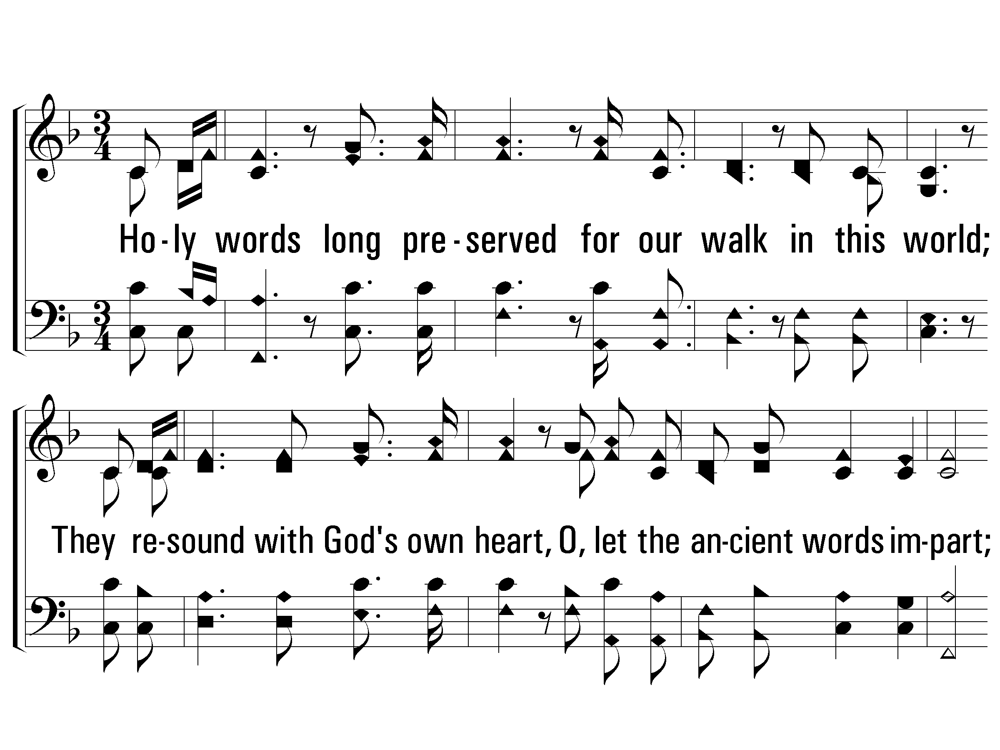 Ho - ly words long pre - served for our walk in this world;
They re-sound with God's own heart, O, let the an-cient words im-part;